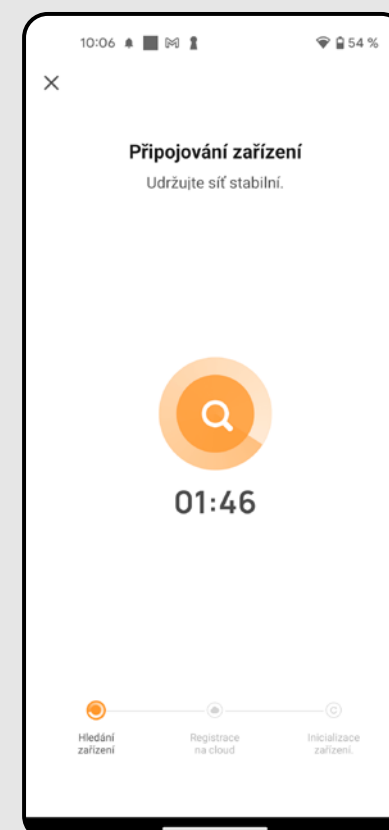 10:06 54 %
Připojování zařízení
Udržujte síť stabilní.
01:46
Hledání
zařízení
Registrace
na cloud
Inicializace
zařízení.